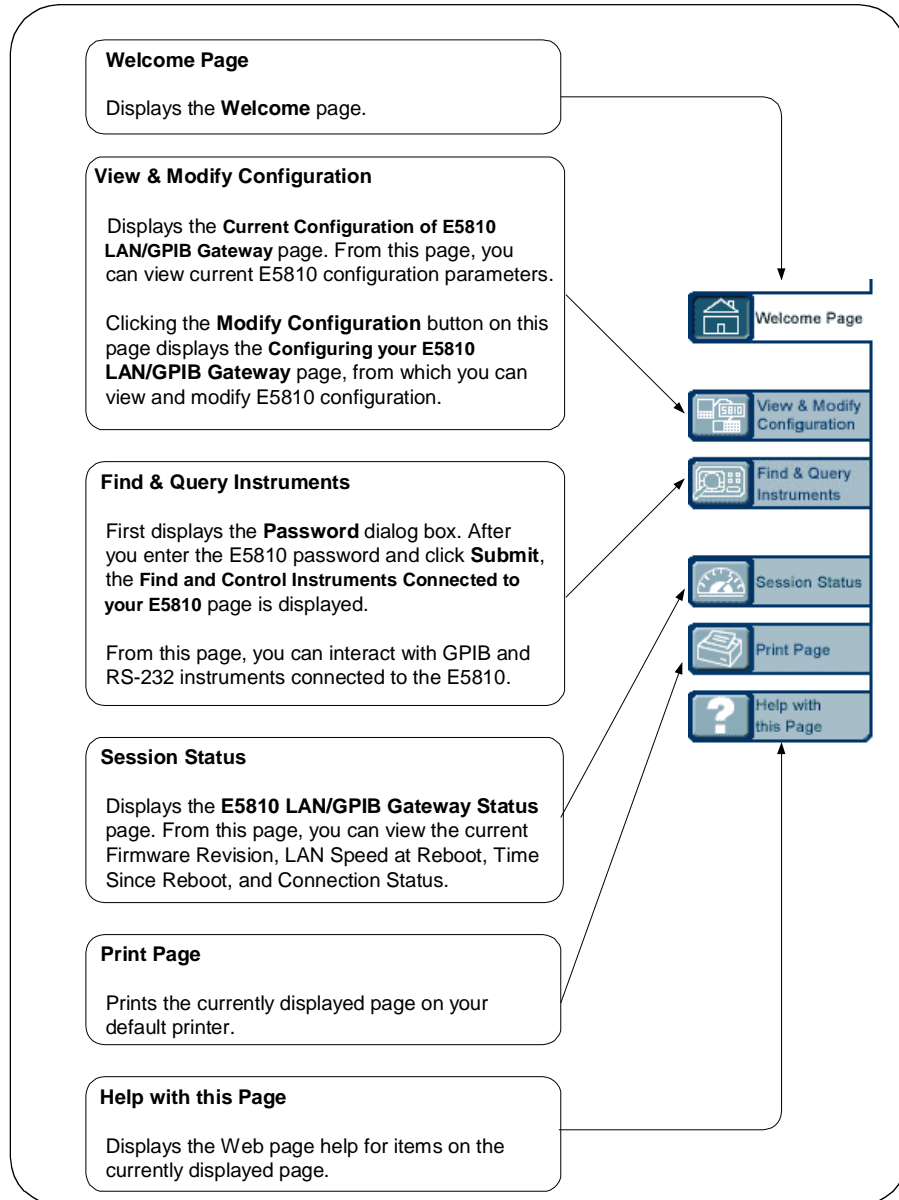 Welcome Page
Displays the Welcome page.
View & Modify Configuration
Displays the Current Configuration of E5810
LAN/GPIB Gateway page. From this page, you
can view current E5810 configuration parameters.
Clicking the Modify Configuration button on this
page displays the Configuring your E5810
LAN/GPIB Gateway page, from which you can
view and modify E5810 configuration.
Find & Query Instruments
First displays the Password dialog box. After
you enter the E5810 password and click Submit,
the Find and Control Instruments Connected to
your E5810 page is displayed.
From this page, you can interact with GPIB and
RS-232 instruments connected to the E5810.
Session Status
Displays the E5810 LAN/GPIB Gateway Status
page. From this page, you can view the current
Firmware Revision, LAN Speed at Reboot, Time
Since Reboot, and Connection Status.
Print Page
Prints the currently displayed page on your
default printer.
Help with this Page
Displays the Web page help for items on the
currently displayed page.
Welcome Page
5810
View & Modify
Configuration
Find & Query
Instruments
Session Status
Print Page
?
Help with
this Page